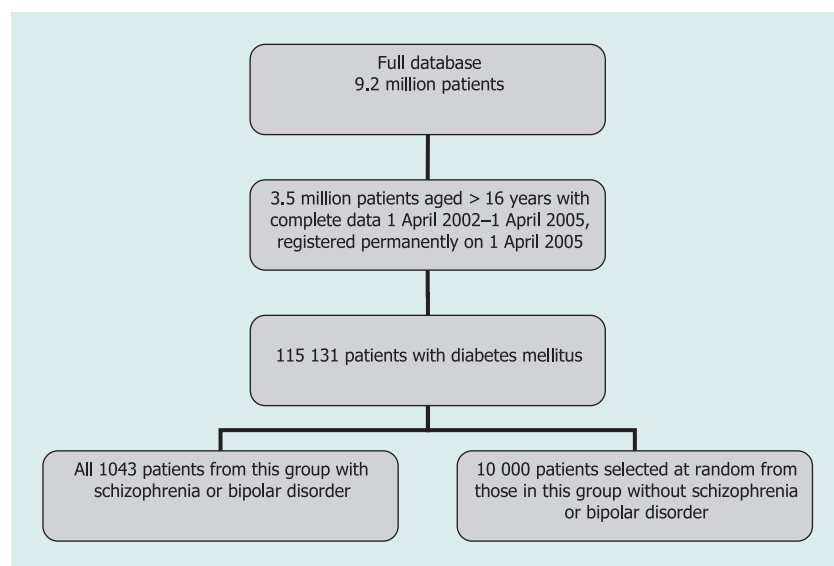 Full database
9.2 million patients
3.5 million patients aged > 16 years with
complete data 1 April 2002–1 April 2005,
registered permanently on 1 April 2005
115 131 patients with diabetes mellitus
All 1043 patients from this group with
schizophrenia or bipolar disorder
10 000 patients selected at random from
those in this group without schizophrenia
or bipolar disorder